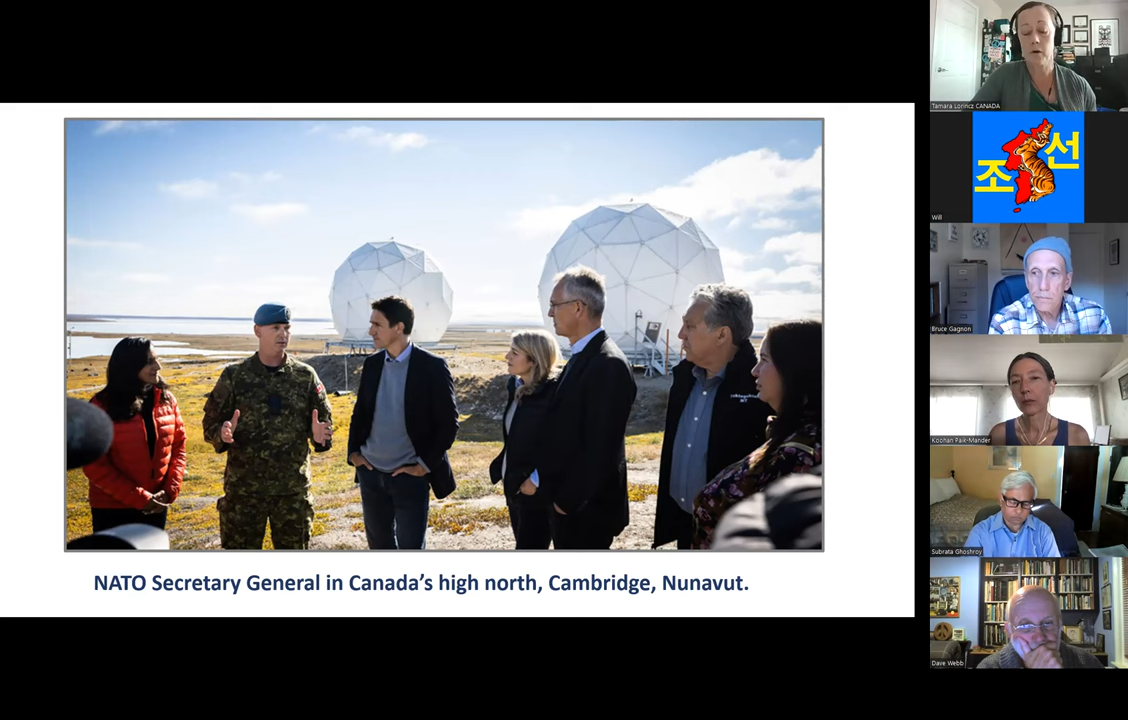 NATO Secretary General in Canada's high north, Cambridge, Nunavut.
Tamara Lorincz CANADA
조선
Will
Bruce Gagnon
Koohan Paik-Mander
Subrata Ghoshroy
Dave Webb